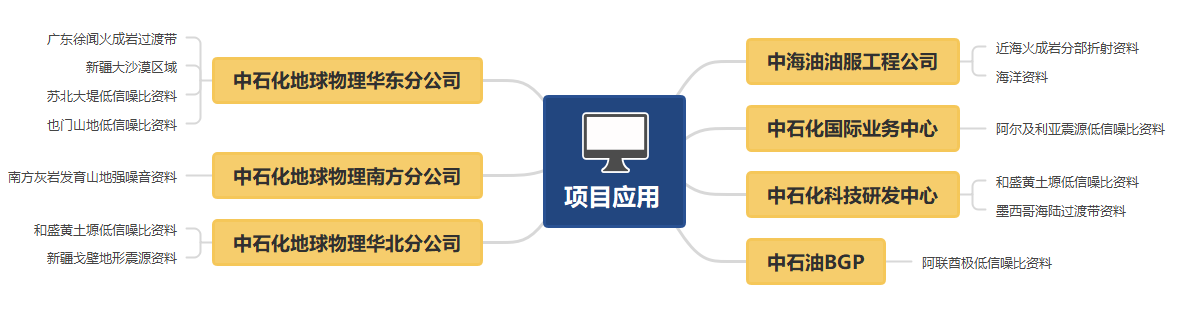 项目应用
中石化地球物理华东分公司
广东徐闻火成岩过渡带
新疆大沙漠区域
苏北大堤低信噪比资料
也门山地低信噪比资料
中石化地球物理南方分公司
南方灰岩发育山地强噪音资料
中石化地球物理华北分公司
和盛黄土塬低信噪比资料
新疆戈壁地形震源资料
中海油油服工程公司
近海火成岩分部折射资料
海洋资料
中石化国际业务中心
阿尔及利亚震源低信噪比资料
中石化科技研发中心
和盛黄土塬低信噪比资料
墨西哥海陆过渡带资料
中石油BGP
阿联酋极低信噪比资料